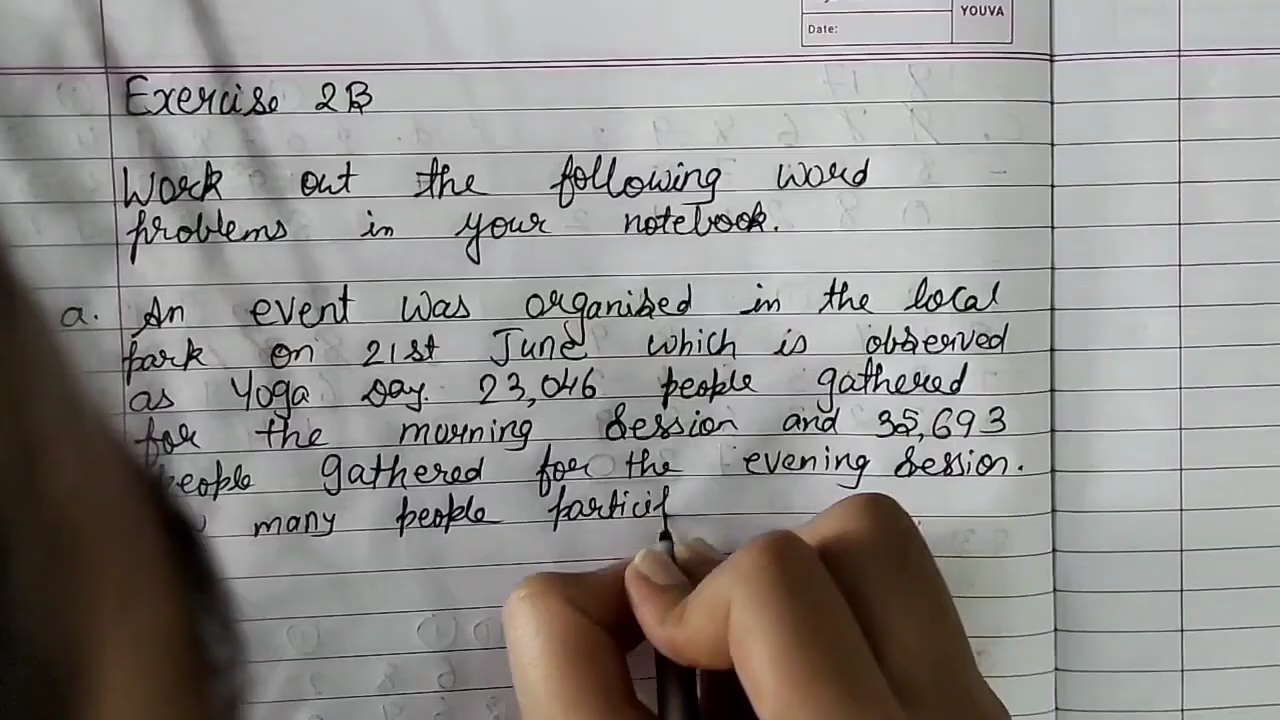 YOUVA
Date:
Exercise 2B
Work out the following word
problems in your notebook.
a. An event was organised in the local
park on 21st June which is observed
as Yoga Day. 23,046 people gathered
for the morning session and 35,693
people gathered for the evening session.
many people particip